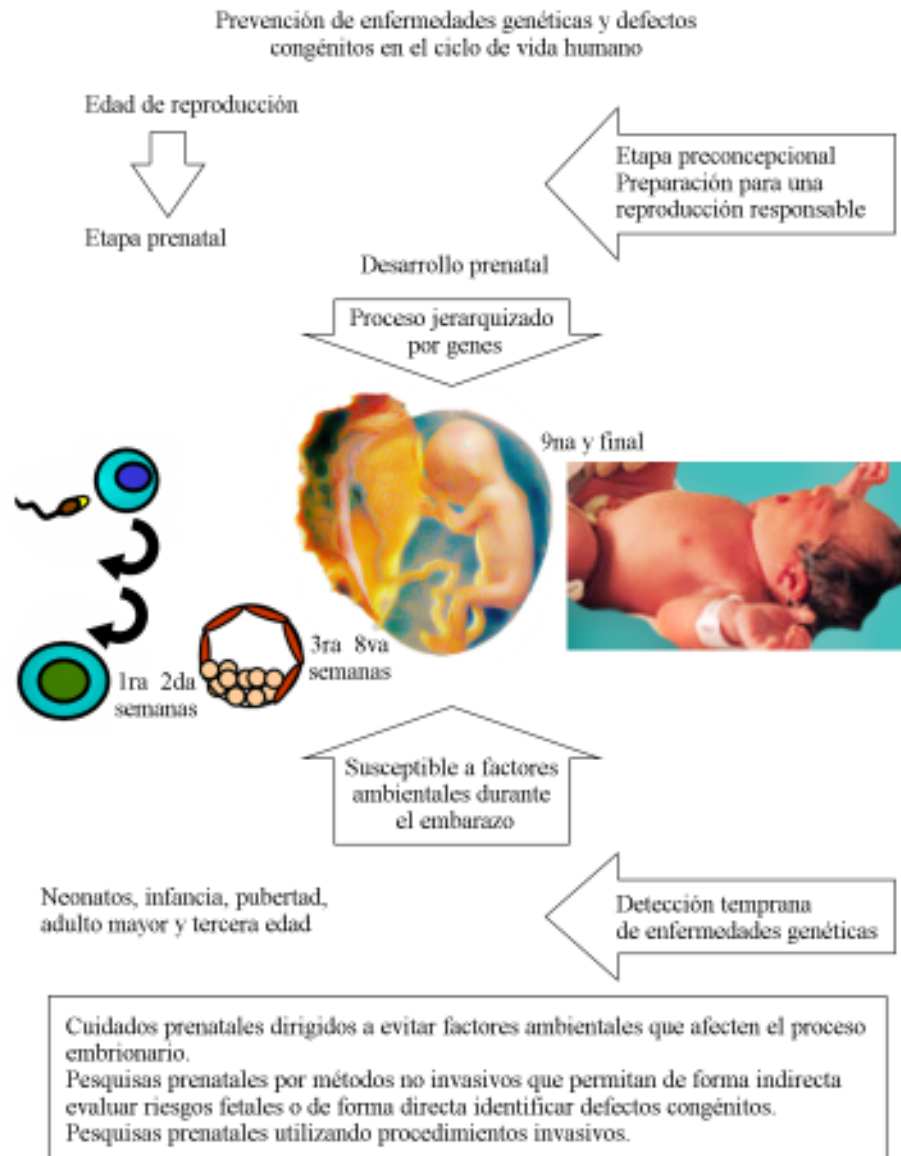 Prevención de enfermedades genéticas y defectos
congénitos en el ciclo de vida humano
Edad de reproducción
Etapa preconcepcional
Preparación para una
reproducción responsable
Etapa prenatal
Desarrollo prenatal
Proceso jerarquizado
por genes
9na y final
3ra 8va
semanas
1ra 2da
semanas
Susceptible a factores
ambientales durante
el embarazo
Neonatos, infancia, pubertad,
adulto mayor y tercera edad
Detección temprana
de enfermedades genéticas
Cuidados prenatales dirigidos a evitar factores ambientales que afecten el proceso
embrionario.
Pesquisas prenatales por métodos no invasivos que permitan de forma indirecta
evaluar riesgos fetales o de forma directa identificar defectos congénitos.
Pesquisas prenatales utilizando procedimientos invasivos.